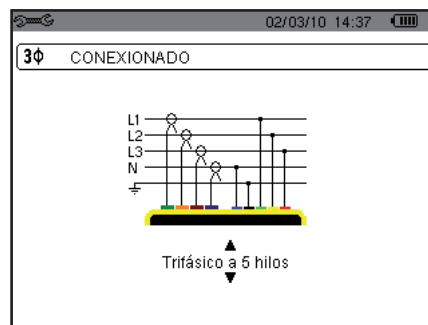 02/03/10 14:37
3Φ CONEXIONADO
L1
L2
L3
N
Trifásico a 5 hilos